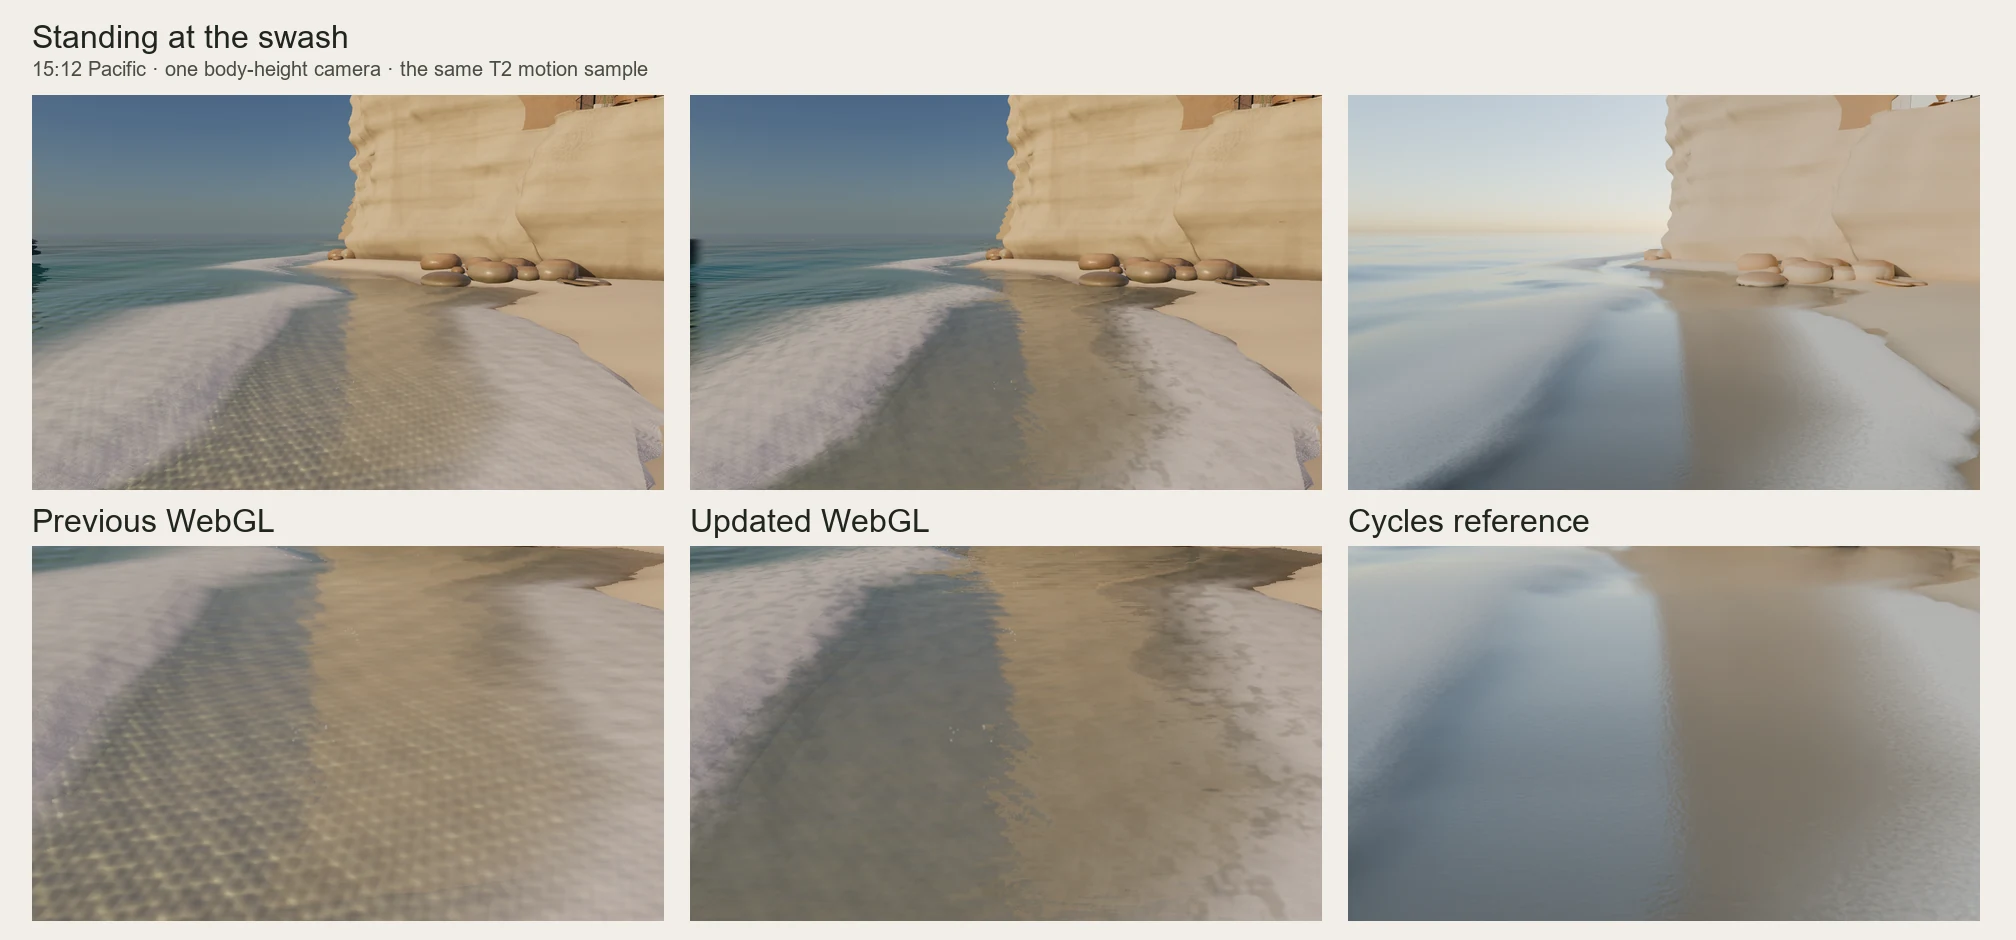 Standing at the swash
15:12 Pacific · one body-height camera · the same T2 motion sample
Previous WebGL
Updated WebGL
Cycles reference